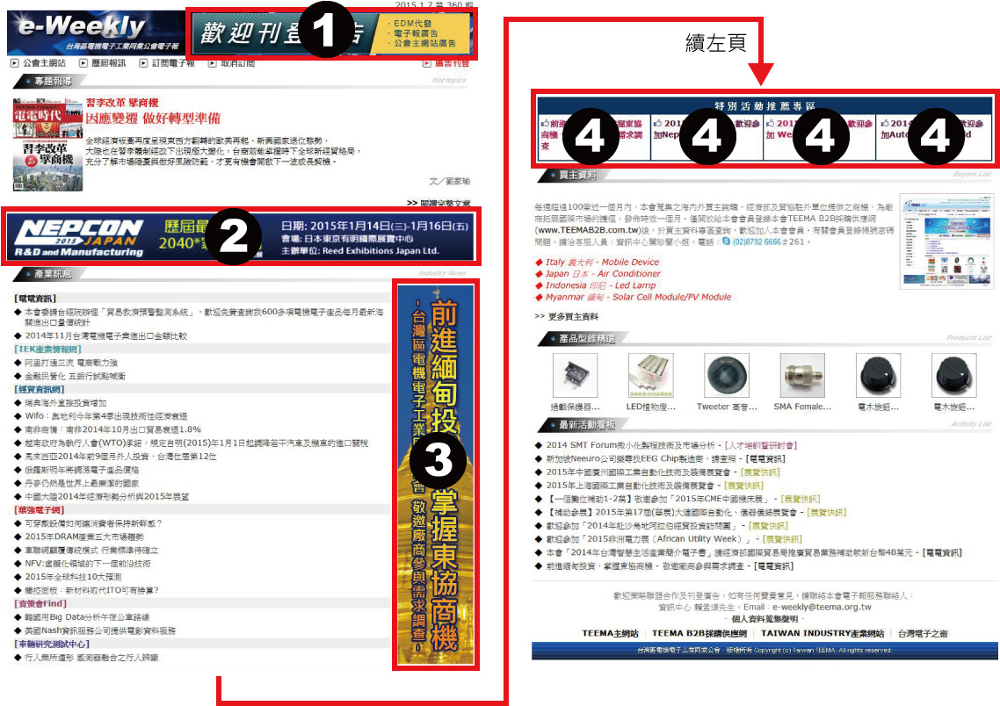 2015.1.7 第 360 期
e-Weekly
台灣區電機電子工業同業公會電子報
歡迎刊登 告
1
．EDM代發
．電子報廣告
．公會主網站廣告
公會主網站 歷屆報訊 訂閱電子報 取消訂閱 廣告刊登
專題報導 Hot topics
電電時代
習李改革
擘商機
習李改革 擘商機
因應變遷 做好轉型準備
全球經濟版圖再度呈現東西方翻轉的歐美再起、新興國家退位態勢，
大陸也在習李體制經改下出現極大變化，台商若能掌握時下全球新經貿格局，
充分了解市場隱憂與做好風險防範，才更有機會開啟下一波成長契機。
文／劉家瑜
>> 閱讀完整文章
NEPCON
2015 JAPAN
R&D and Manufacturing
歷屆最
2040*
展
2
日期: 2015年1月14日(三)-1月16日(五)
會場: 日本東京有明國際展覽中心
主辦單位: Reed Exhibitions Japan Ltd.
產業訊息 Industry News
[電電資訊]
◆ 本會委請台經院辦理「貿易救濟預警監測系統」，歡迎免費查詢我600多項電機電子產品每月最新海
關進出口量價統計
◆ 2014年11月台灣電機電子業進出口金額比較
[IEK產業情報網]
◆ 阿里打通三流 電商戰力強
◆ 金融民營化 五銀行試點喊衝
[經貿資訊網]
◆ 瑞典海外直接投資增加
◆ Wifo：奧地利今年第4季出現技術性經濟衰退
◆ 南非商情：南非2014年10月出口貿易衰退1.8%
◆ 越南政府為執行入會(WTO)承諾，規定自明(2015)年1月1日起調降若干汽車及機車的進口關稅
◆ 馬來西亞2014年前9個月外人投資，台灣位居第12位
◆ 俄羅斯明年將調漲電子產品價格
◆ 丹麥仍然是世界上最廉潔的國家
◆ 中國大陸2014年經濟形勢分析與2015年展望
[華強電子網]
◆ 可穿戴設備如何讓消費者保持新鮮感?
◆ 2015年DRAM產業五大市場趨勢
◆ 車聯網顛覆傳統模式 行業標準待確立
◆ NFV:虛擬化領域的下一個前沿技術
◆ 2015年全球科技10大預測
◆ 觸控面板：新材料取代ITO可有勝算?
[資策會Find]
◆ 韓國用Big Data分析午夜公車路線
◆ 美國Nash資訊服務公司提供電影資料服務
[車輛研究測試中心]
◆ 行人無所遁形 感測器融合之行人辨識
前進緬甸投 掌握東協商機
-台灣區電機電子工業同 會 敬邀廠商參與需求調查-
3
續左頁
特別活動推薦專區
前進 握東協
商機 需求調
查
4
201 歡迎參
加Nep
4
201 歡迎參
加 We
4
201 歡迎參
加Auto d
4
買主資料 Buyers List
每週超過100筆近一個月內，本會蒐集之海內外買主詢購、經濟部及貿協駐外單位提供之商機，為廠
商拓展國際市場的捷徑。發佈時效一個月。僅開放給本會會員登錄本會TEEMA B2B採購供應網
(www.TEEMAB2B.com.tw)後，於買主資料專區查詢，歡迎加入本會會員。有關會員登錄帳號密碼
問題，請洽客服人員：資訊中心葉珍蘭小姐，電話： (02)8792 6666 #261。
◆ Italy 義大利 - Mobile Device
◆ Japan 日本 - Air Conditioner
◆ Indonesia 印尼 - Led Lamp
◆ Myanmar 緬甸 - Solar Cell Module/PV Module
>> 更多買主資料
產品型錄精選 Products List
過載保護器... LED植物燈... Tweeter 高音... SMA Female... 電木旋鈕... 電木旋鈕...
最新活動看板 Activity List
◆ 2014 SMT Forum微小化製程技術及市場分析 - [人才培訓暨研討會]
◆ 新加坡Neeuro公司擬尋找EEG Chip製造商，請查照 - [電電資訊]
◆ 2015年中國廣州國際工業自動化技術及裝備展覽會 - [展覽快訊]
◆ 2015年上海國際工業自動化技術及裝備展覽會 - [展覽快訊]
◆ 【一個攤位補助1-2萬】敬邀參加「2015年CME中國機床展」 - [展覽快訊]
◆ 【補助參展】2015年第17屆(華展)大連國際自動化、儀器儀錶展覽會 - [展覽快訊]
◆ 歡迎參加「2014年赴沙烏地阿拉伯經貿投資訪問團」 - [展覽快訊]
◆ 歡迎參加「2015非洲電力展（African Utility Week）」 - [展覽快訊]
◆ 本會「2014年台灣智慧生活產業簡介電子書」獲經濟部國際貿易局推廣貿易業務補助款新台幣48萬元 - [電電資訊]
◆ 前進緬甸投資，掌握東協商機 - 敬邀廠商參與需求調查 - [電電資訊]
歡迎策略聯盟合作及刊登廣告，如有任何寶貴意見，請聯絡本會電子報服務聯絡人：
資訊中心 賴孟頌先生，Email：e-weekly@teema.org.tw
- 個人資料蒐集聲明 -
TEEMA主網站 | TEEMA B2B採購供應網 | TAIWAN INDUSTRY產業網站 | 台灣電子之窗
台灣區電機電子工業同業公會 版權所有 Copyright (c) Taiwan TEEMA. All rights reserved.